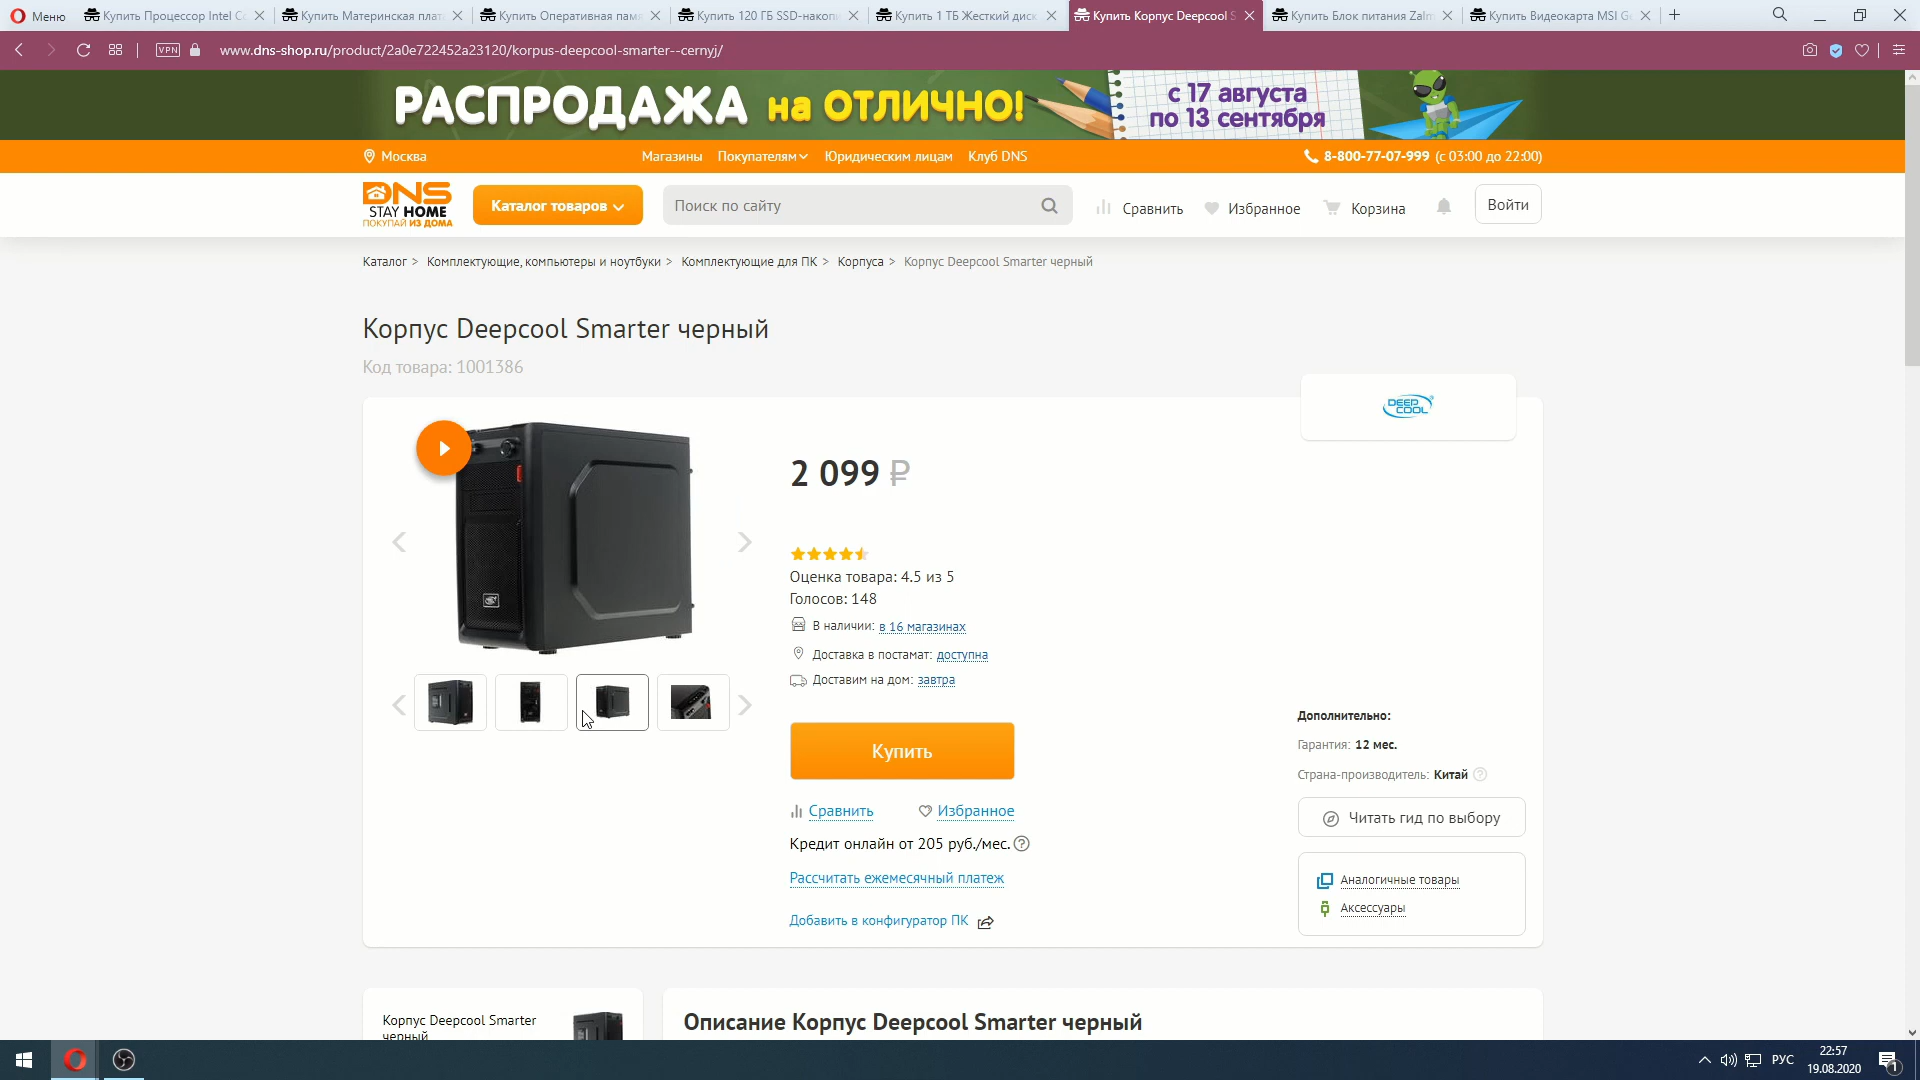 Меню
Купить Процессор Intel Co
Купить Материнская плат
Купить Оперативная пам
Купить 120 ГБ SSD-накоп
Купить 1 ТБ Жесткий диск
Купить Корпус Deepcool S
Купить Блок питания Zalm
Купить Видеокарта MSI Ge
VPN
www.dns-shop.ru/product/2a0e722452a23120/korpus-deepcool-smarter--cernyj/
РАСПРОДАЖА на ОТЛИЧНО!
с 17 августа
по 13 сентября
Москва
Магазины
Покупателям
Юридическим лицам
Клуб DNS
8-800-77-07-999 (с 03:00 до 22:00)
DNS
STAY HOME
ПОКУПАЙ ИЗ ДОМА
Каталог товаров
Поиск по сайту
Сравнить
Избранное
Корзина
Войти
Каталог > Комплектующие, компьютеры и ноутбуки > Комплектующие для ПК > Корпуса > Корпус Deepcool Smarter черный
Корпус Deepcool Smarter черный
Код товара: 1001386
DEEP COOL
2 099 ₽
Оценка товара: 4.5 из 5
Голосов: 148
В наличии: в 16 магазинах
Доставка в постамат: доступна
Доставим на дом: завтра
Купить
Сравнить
Избранное
Кредит онлайн от 205 руб./мес. ?
Рассчитать ежемесячный платеж
Добавить в конфигуратор ПК
Дополнительно:
Гарантия: 12 мес.
Страна-производитель: Китай ?
Читать гид по выбору
Аналогичные товары
Аксессуары
Корпус Deepcool Smarter
черный
Описание Корпус Deepcool Smarter черный
РУС
22:57
19.08.2020
1